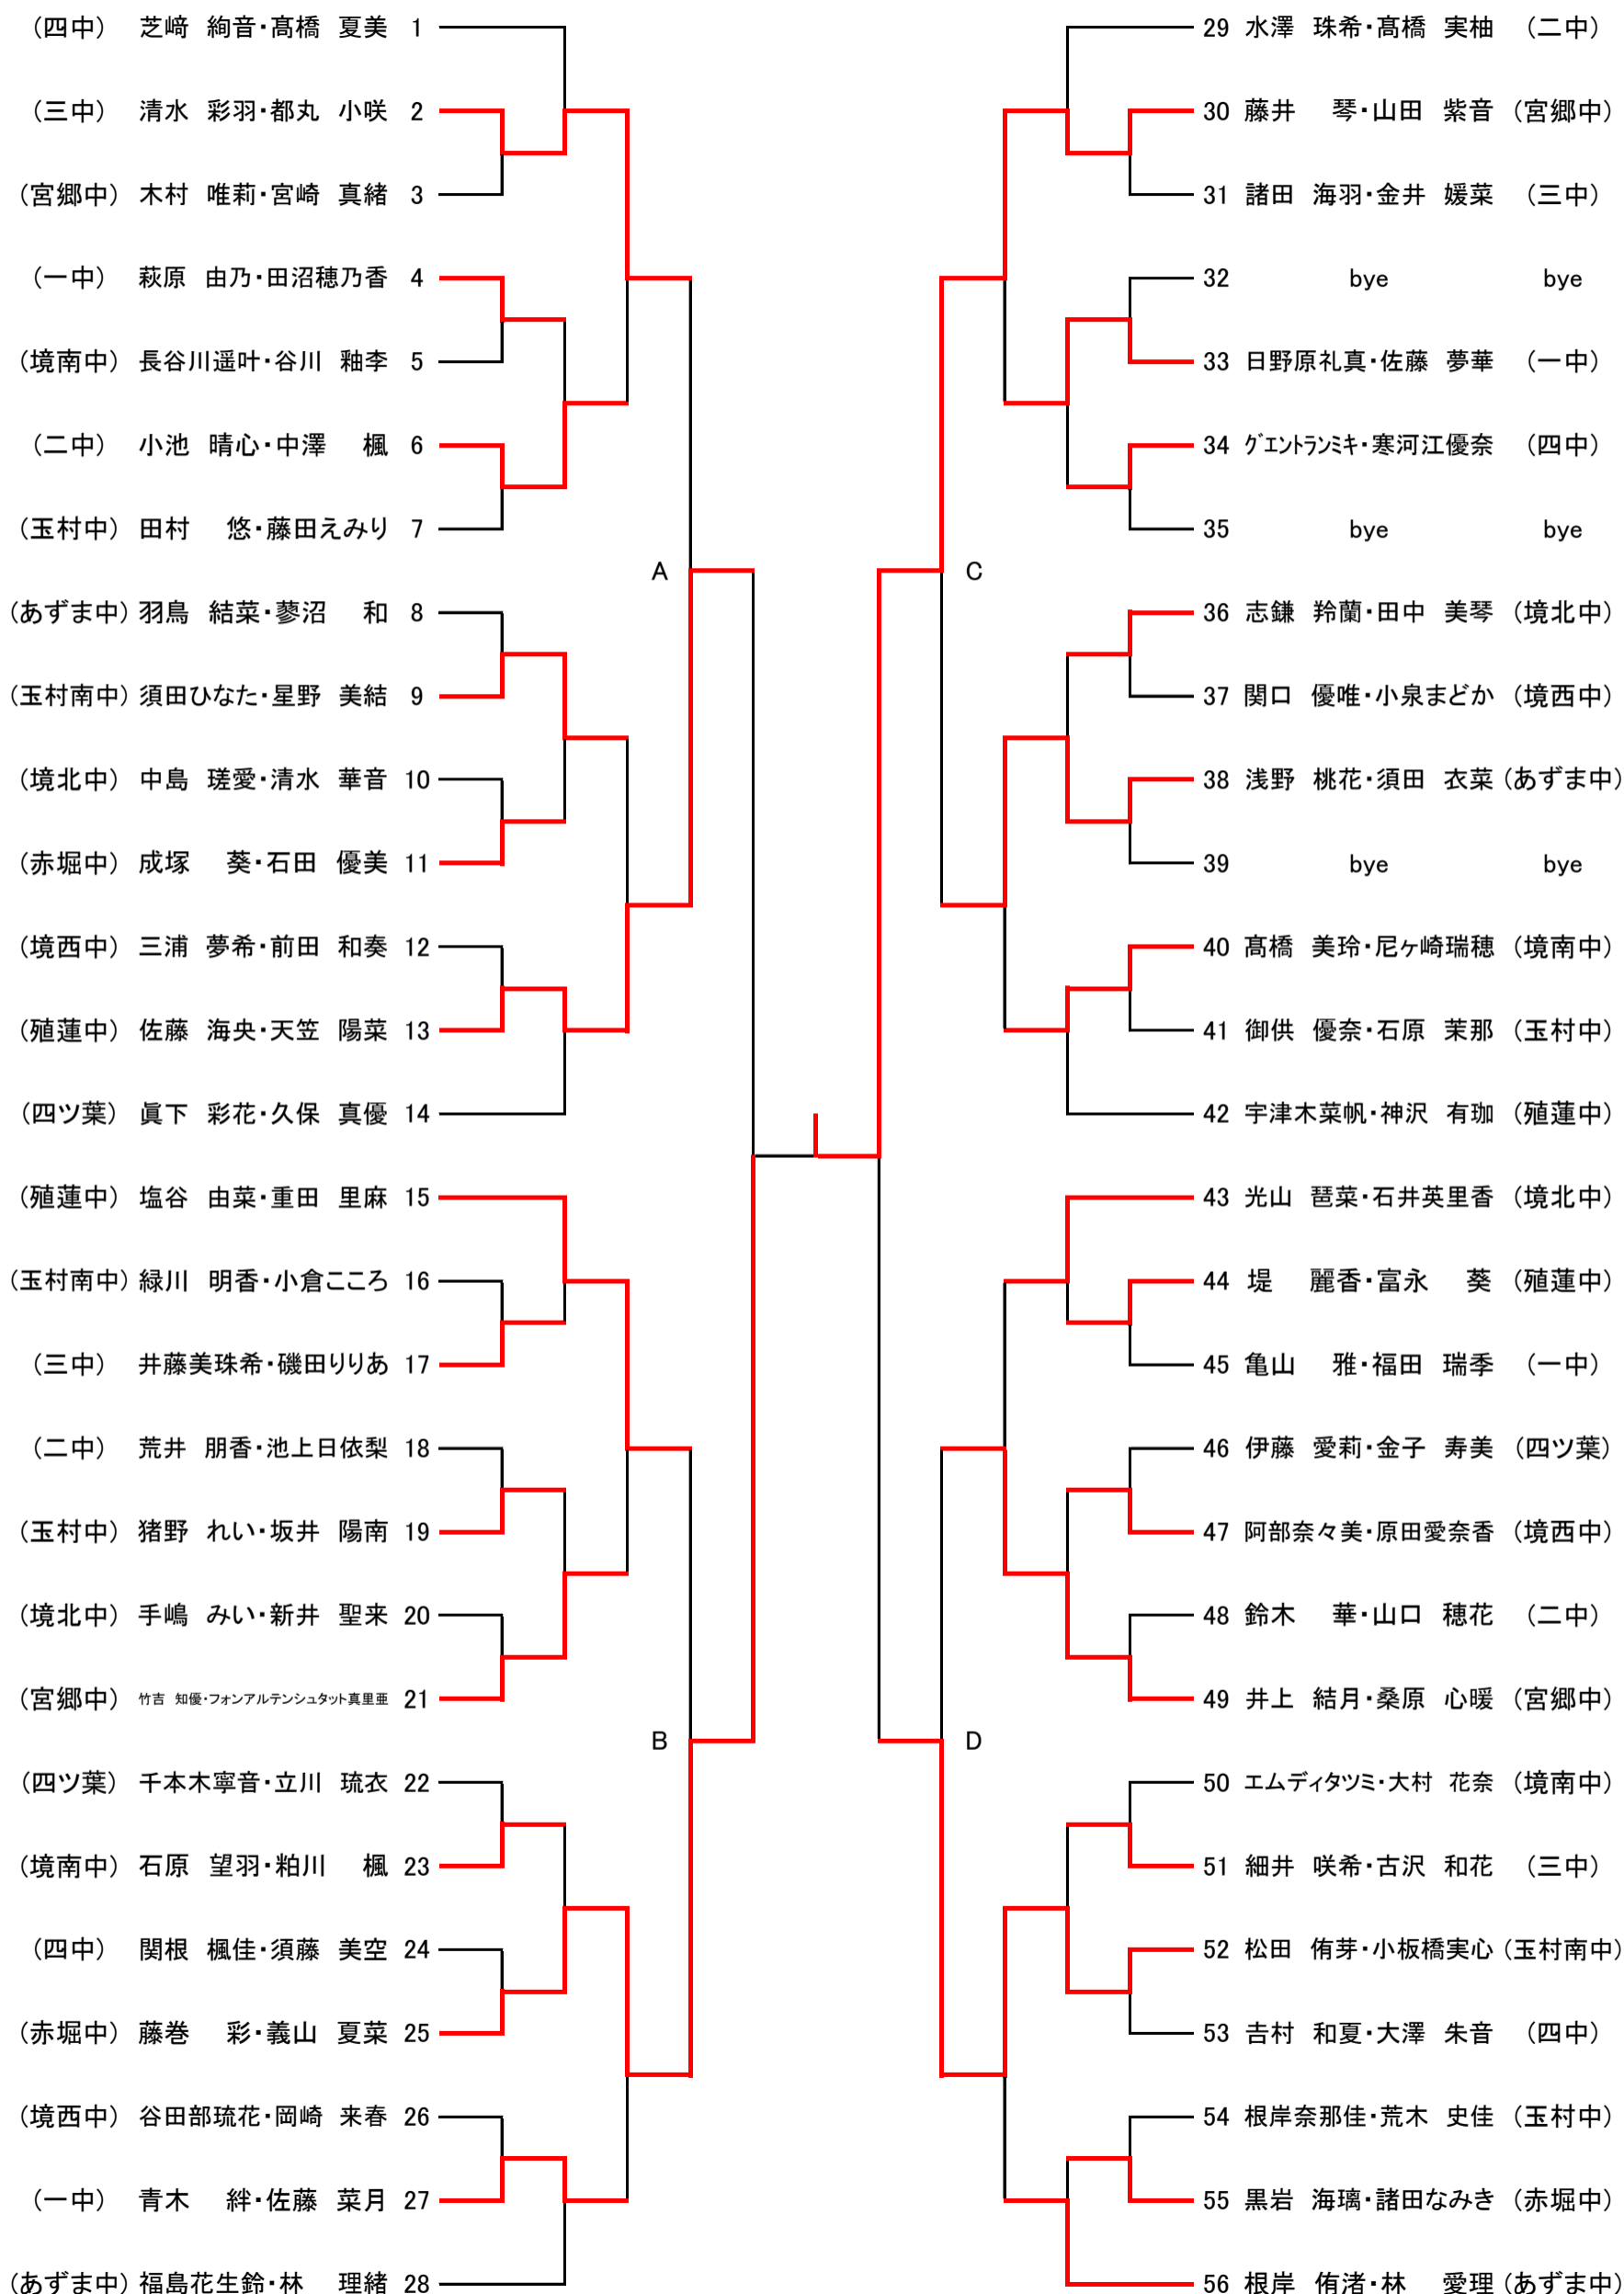 (四中) 芝﨑 絢音・髙橋 夏美 1
(三中) 清水 彩羽・都丸 小咲 2
(宮郷中) 木村 唯莉・宮崎 真緒 3
(一中) 萩原 由乃・田沼穂乃香 4
(境南中) 長谷川遥叶・谷川 釉李 5
(二中) 小池 晴心・中澤 楓 6
(玉村中) 田村 悠・藤田えみり 7
A
(あずま中) 羽鳥 結菜・蓼沼 和 8
(玉村南中) 須田ひなた・星野 美結 9
(境北中) 中島 瑳愛・清水 華音 10
(赤堀中) 成塚 葵・石田 優美 11
(境西中) 三浦 夢希・前田 和奏 12
(殖蓮中) 佐藤 海央・天笠 陽菜 13
(四ツ葉) 眞下 彩花・久保 真優 14
(殖蓮中) 塩谷 由菜・重田 里麻 15
(玉村南中) 緑川 明香・小倉こころ 16
(三中) 井藤美珠希・磯田りりあ 17
(二中) 荒井 朋香・池上日依梨 18
(玉村中) 猪野 れい・坂井 陽南 19
(境北中) 手嶋 みい・新井 聖来 20
(宮郷中) 竹吉 知優・フォンアルテンシュタット真里亜 21
B
(四ツ葉) 千本木寧音・立川 琉衣 22
(境南中) 石原 望羽・粕川 楓 23
(四中) 関根 楓佳・須藤 美空 24
(赤堀中) 藤巻 彩・義山 夏菜 25
(境西中) 谷田部琉花・岡崎 来春 26
(一中) 青木 絆・佐藤 菜月 27
(あずま中) 福島花生鈴・林 理緒 28
29 水澤 珠希・髙橋 実柚 (二中)
30 藤井 琴・山田 紫音 (宮郷中)
31 諸田 海羽・金井 媛菜 (三中)
32 bye bye
33 日野原礼真・佐藤 夢華 (一中)
34 グエントランミキ・寒河江優奈 (四中)
35 bye bye
C
36 志鎌 羚蘭・田中 美琴 (境北中)
37 関口 優唯・小泉まどか (境西中)
38 浅野 桃花・須田 衣菜 (あずま中)
39 bye bye
40 髙橋 美玲・尼ヶ崎瑞穂 (境南中)
41 御供 優奈・石原 茉那 (玉村中)
42 宇津木菜帆・神沢 有珈 (殖蓮中)
43 光山 琶菜・石井英里香 (境北中)
44 堤 麗香・富永 葵 (殖蓮中)
45 亀山 雅・福田 瑞季 (一中)
46 伊藤 愛莉・金子 寿美 (四ツ葉)
47 阿部奈々美・原田愛奈香 (境西中)
48 鈴木 華・山口 穂花 (二中)
49 井上 結月・桑原 心暖 (宮郷中)
D
50 エムディタツミ・大村 花奈 (境南中)
51 細井 咲希・古沢 和花 (三中)
52 松田 侑芽・小板橋実心 (玉村南中)
53 𠮷村 和夏・大澤 朱音 (四中)
54 根岸奈那佳・荒木 史佳 (玉村中)
55 黒岩 海璃・諸田なみき (赤堀中)
56 根岸 侑渚・林 愛理 (あずま中)